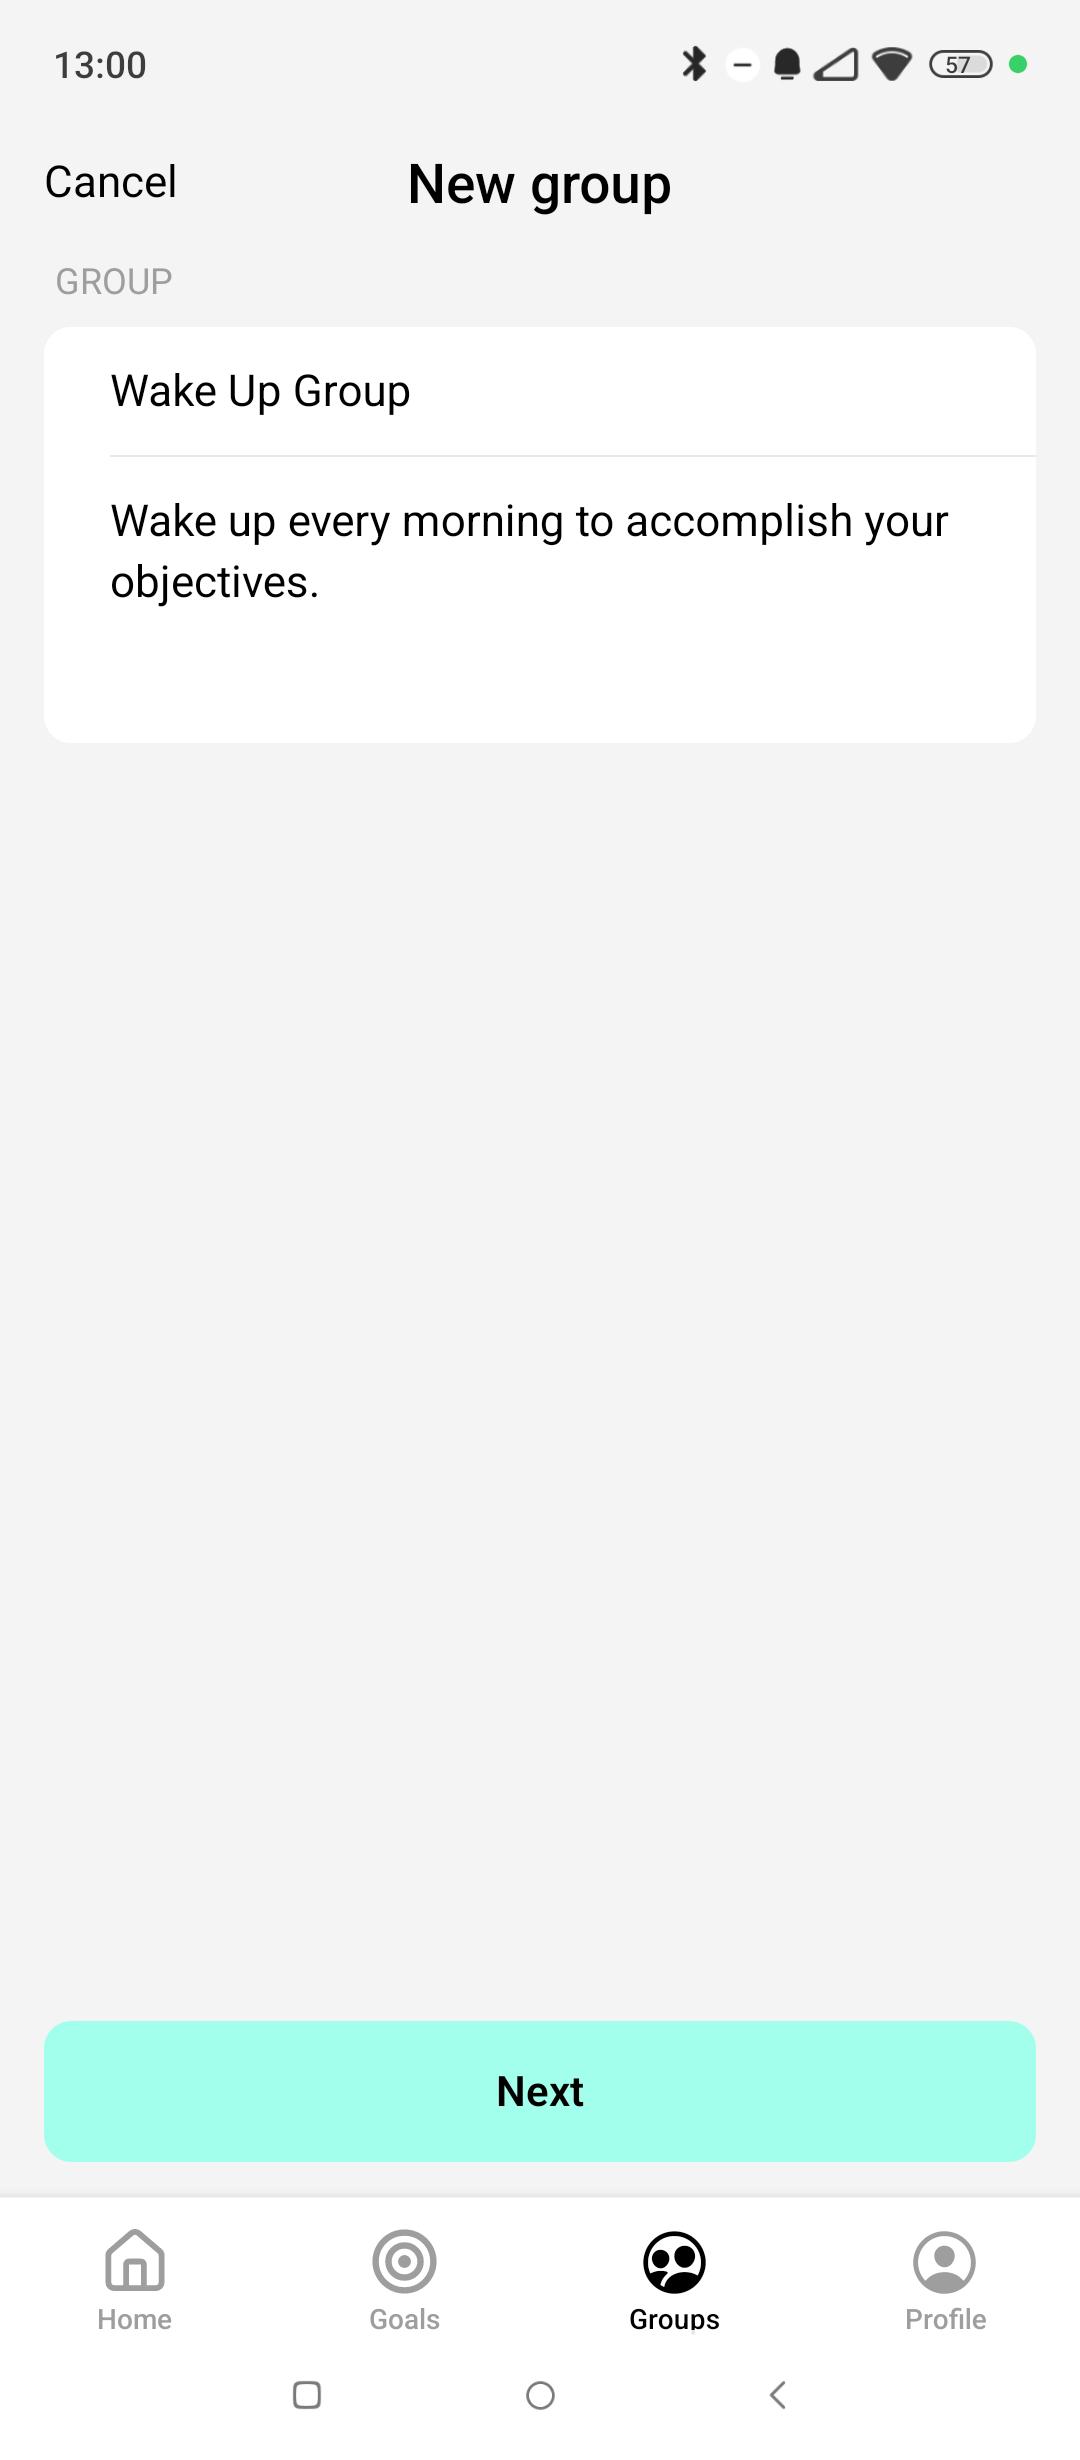 13:00
57
Cancel
New group
GROUP
Wake Up Group
Wake up every morning to accomplish your
objectives.
Next
Home
Goals
Groups
Profile